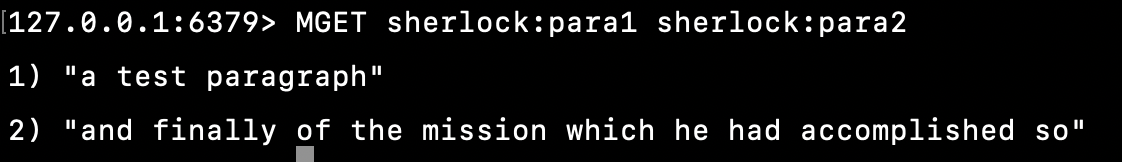 127.0.0.1:6379> MGET sherlock:para1 sherlock:para2
1) "a test paragraph"
2) "and finally of the mission which he had accomplished so"